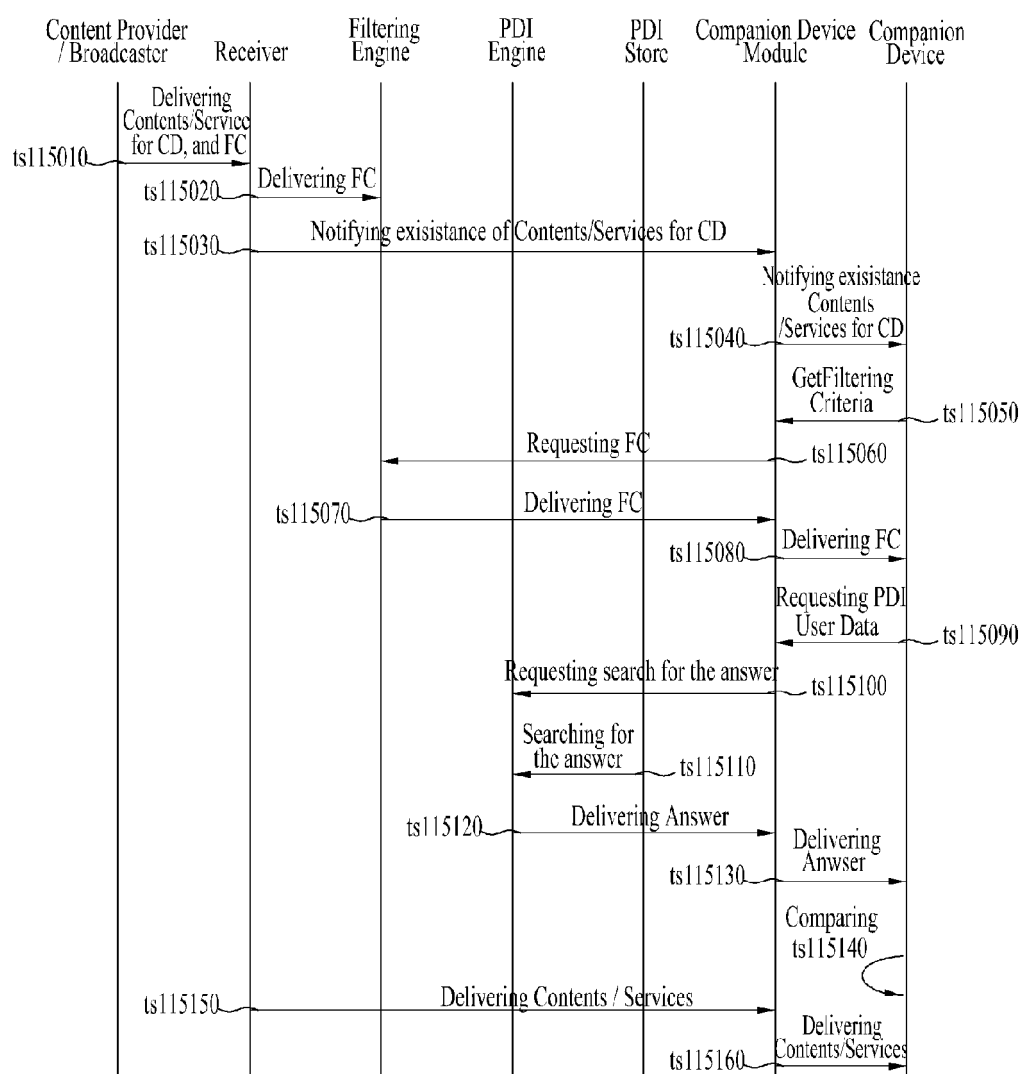 Content Provider
/ Broadcaster
Receiver
Filtering
Engine
PDI
Engine
PDI
Store
Companion Device
Module
Companion
Device
Delivering
Contents/Service
for CD, and FC
ts115010
Delivering FC
ts115020
Notifying exisistance of Contents/Services for CD
ts115030
Notifying exisistance
Contents
/Services for CD
ts115040
GetFiltering
Criteria
ts115050
Requesting FC
ts115060
Delivering FC
ts115070
Delivering FC
ts115080
Requesting PDI
User Data
ts115090
Requesting search for the answer
ts115100
Searching for
the answer
ts115110
Delivering Answer
ts115120
Delivering
Anwser
ts115130
Comparing
ts115140
Delivering Contents / Services
ts115150
Delivering
Contents/Services
ts115160